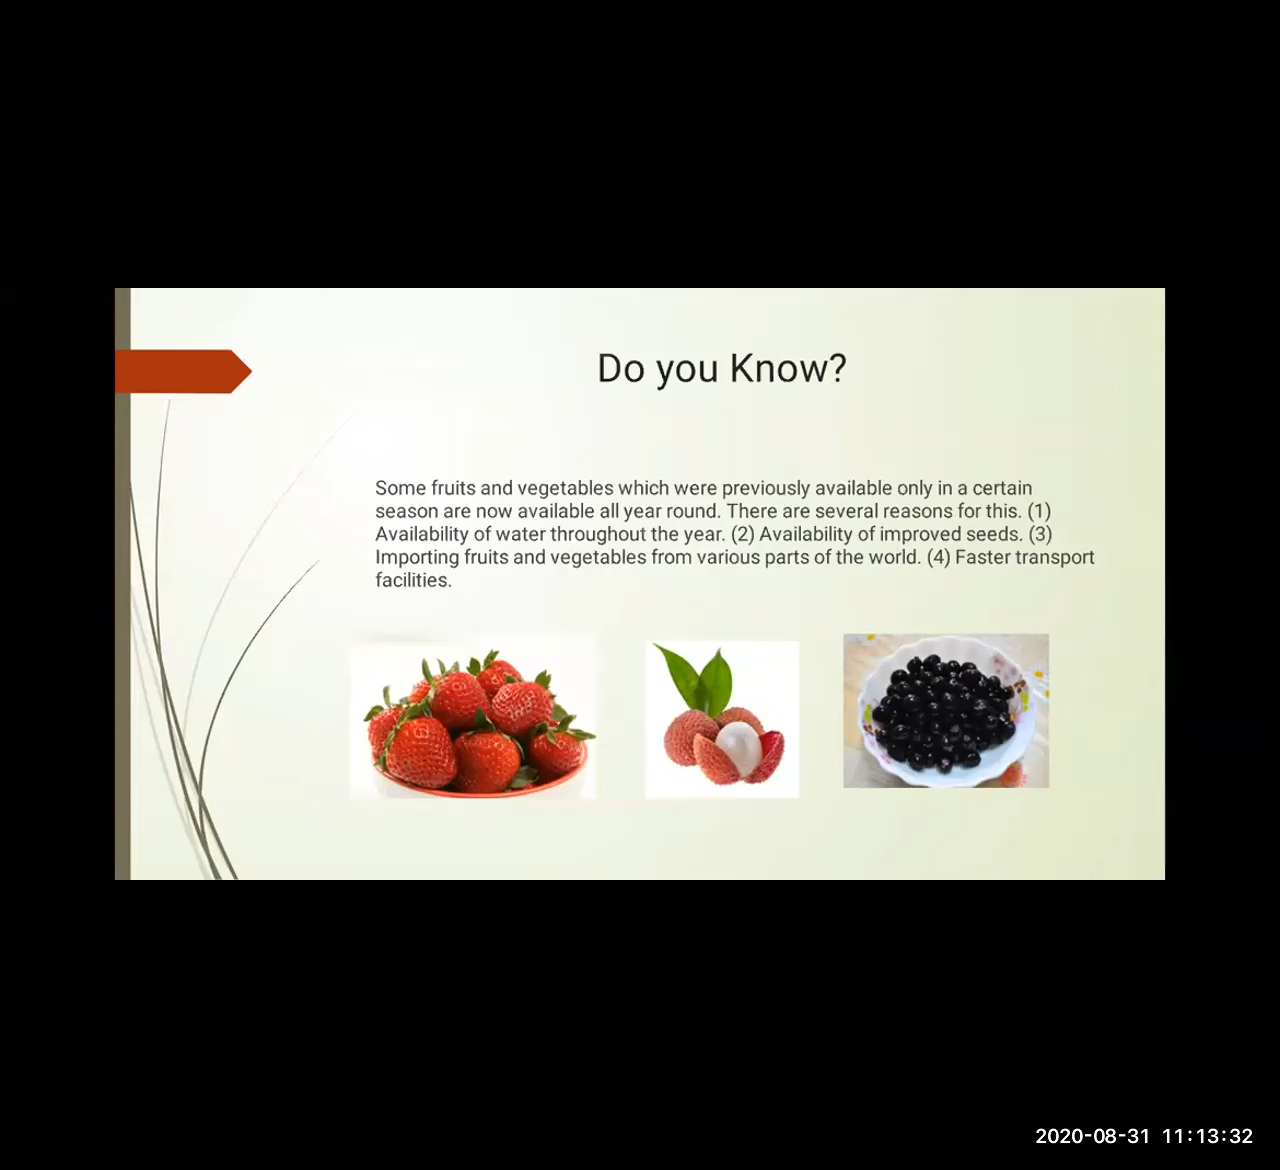 Do you Know?
Some fruits and vegetables which were previously available only in a certain
season are now available all year round. There are several reasons for this. (1)
Availability of water throughout the year. (2) Availability of improved seeds. (3)
Importing fruits and vegetables from various parts of the world. (4) Faster transport
facilities.
2020-08-31 11:13:32